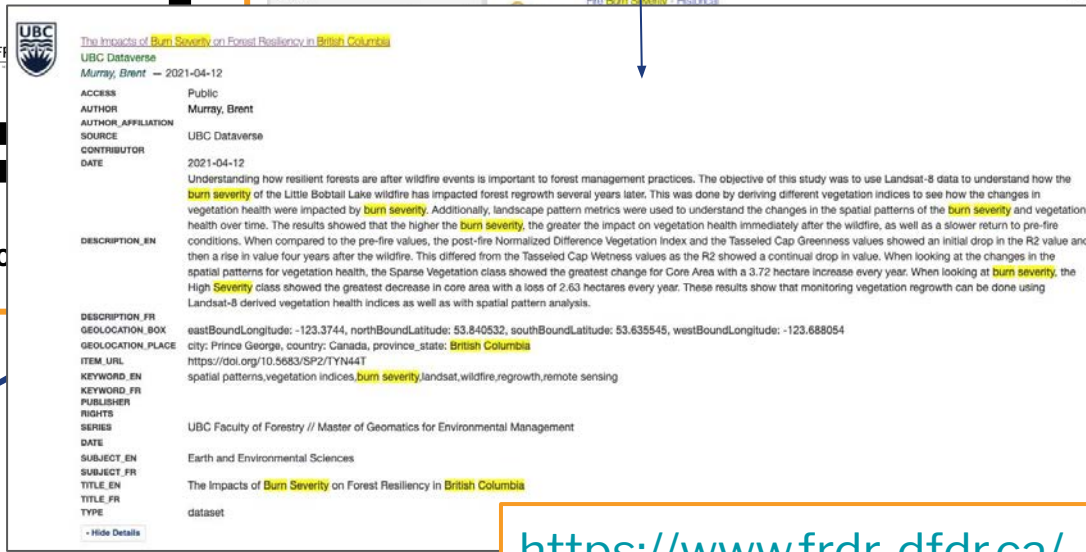 Fire Burn Severity - Historical
UBC
The Impacts of Burn Severity on Forest Resiliency in British Columbia
UBC Dataverse
Murray, Brent — 2021-04-12
ACCESS Public
AUTHOR Murray, Brent
AUTHOR_AFFILIATION
SOURCE UBC Dataverse
CONTRIBUTOR
DATE 2021-04-12
Understanding how resilient forests are after wildfire events is important to forest management practices. The objective of this study was to use Landsat-8 data to understand how the
burn severity of the Little Bobtail Lake wildfire has impacted forest regrowth several years later. This was done by deriving different vegetation indices to see how the changes in
vegetation health were impacted by burn severity. Additionally, landscape pattern metrics were used to understand the changes in the spatial patterns of the burn severity and vegetation
health over time. The results showed that the higher the burn severity, the greater the impact on vegetation health immediately after the wildfire, as well as a slower return to pre-fire
DESCRIPTION_EN conditions. When compared to the pre-fire values, the post-fire Normalized Difference Vegetation Index and the Tasseled Cap Greenness values showed an initial drop in the R2 value and
then a rise in value four years after the wildfire. This differed from the Tasseled Cap Wetness values as the R2 showed a continual drop in value. When looking at the changes in the
spatial patterns for vegetation health, the Sparse Vegetation class showed the greatest change for Core Area with a 3.72 hectare increase every year. When looking at burn severity, the
High Severity class showed the greatest decrease in core area with a loss of 2.63 hectares every year. These results show that monitoring vegetation regrowth can be done using
Landsat-8 derived vegetation health indices as well as with spatial pattern analysis.
DESCRIPTION_FR
GEOLOCATION_BOX eastBoundLongitude: -123.3744, northBoundLatitude: 53.840532, southBoundLatitude: 53.635545, westBoundLongitude: -123.688054
GEOLOCATION_PLACE city: Prince George, country: Canada, province_state: British Columbia
ITEM_URL https://doi.org/10.5683/SP2/TYN44T
KEYWORD_EN spatial patterns,vegetation indices,burn severity,landsat,wildfire,regrowth,remote sensing
KEYWORD_FR
PUBLISHER
RIGHTS
SERIES UBC Faculty of Forestry // Master of Geomatics for Environmental Management
DATE
SUBJECT_EN Earth and Environmental Sciences
SUBJECT_FR
TITLE_EN The Impacts of Burn Severity on Forest Resiliency in British Columbia
TITLE_FR
TYPE dataset
- Hide Details
https://www.frdr-dfdr.ca/